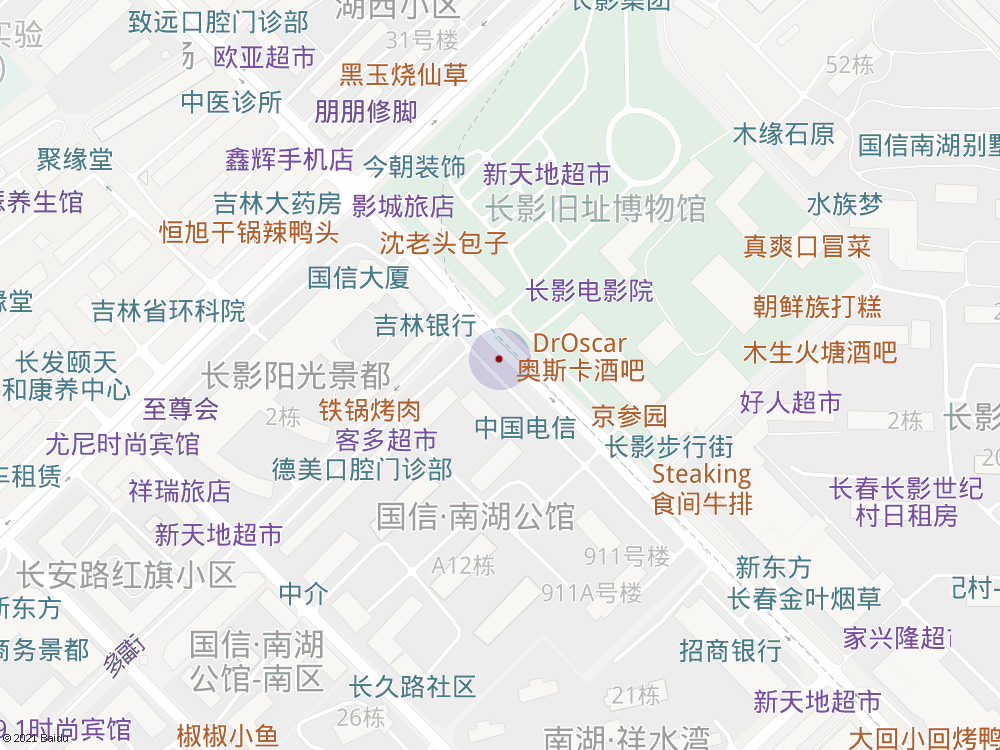 致远口腔门诊部
湖西小区
长影集团
实验
31号楼
欧亚超市
黑玉烧仙草
52栋
中医诊所
朋朋修脚
木缘石原
国信南湖别墅
聚缘堂
鑫辉手机店
今朝装饰
新天地超市
养生馆
吉林大药房
影城旅店
长影旧址博物馆
水族梦
恒旭干锅辣鸭头
沈老头包子
真爽口冒菜
国信大厦
长影电影院
缘堂
吉林省环科院
吉林银行
朝鲜族打糕
DrOscar
奥斯卡酒吧
木生火塘酒吧
长发颐天
和康养中心
长影阳光景都
至尊会
2栋
铁锅烤肉
京参园
好人超市
2栋
长影
尤尼时尚宾馆
客多超市
中国电信
长影步行街
车租赁
德美口腔门诊部
Steaking
食间牛排
20
祥瑞旅店
长春长影世纪
村日租房
新天地超市
国信·南湖公馆
A12栋
911号楼
长安路红旗小区
新东方
911A号楼
中介
长春金叶烟草
新东方
国信·南湖
公馆-南区
商务景都
招商银行
家兴隆超市
长久路社区
21栋
新天地超市
26栋
9.1时尚宾馆
椒椒小鱼
南湖·祥水湾
大回小回烤鸭
© 2021 Baidu